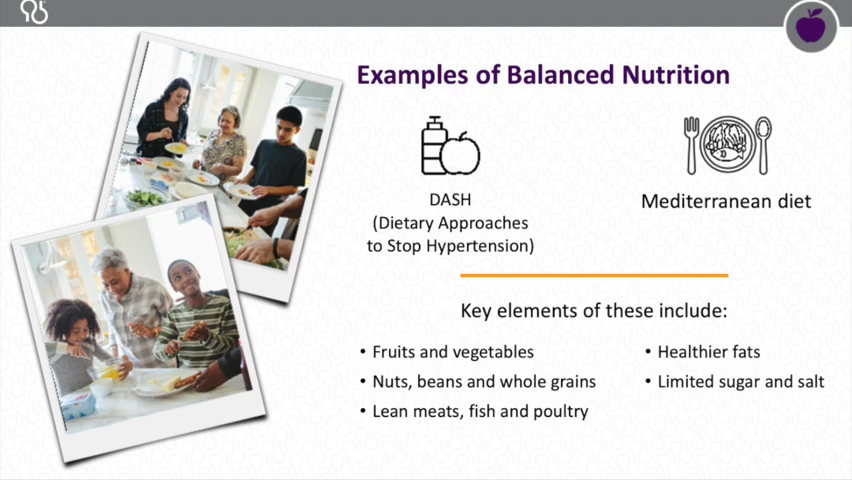 Examples of Balanced Nutrition
DASH
(Dietary Approaches
to Stop Hypertension)
Mediterranean diet
Key elements of these include:
• Fruits and vegetables
• Nuts, beans and whole grains
• Lean meats, fish and poultry
• Healthier fats
• Limited sugar and salt